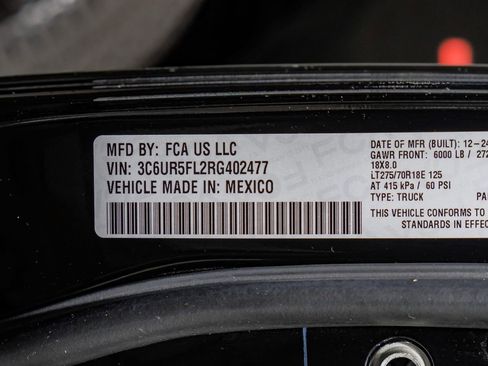 MFD BY: FCA US LLC
VIN: 3C6UR5FL2RG402477
VEHICLE MADE IN: MEXICO
DATE OF MFR (BUILT): 12-24
GAWR FRONT: 6000 LB / 272
18X8.0
LT275/70R18E 125
AT 415 kPa / 60 PSI
TYPE: TRUCK
THIS VEHICLE CONFORMS TO
STANDARDS IN EFFEC